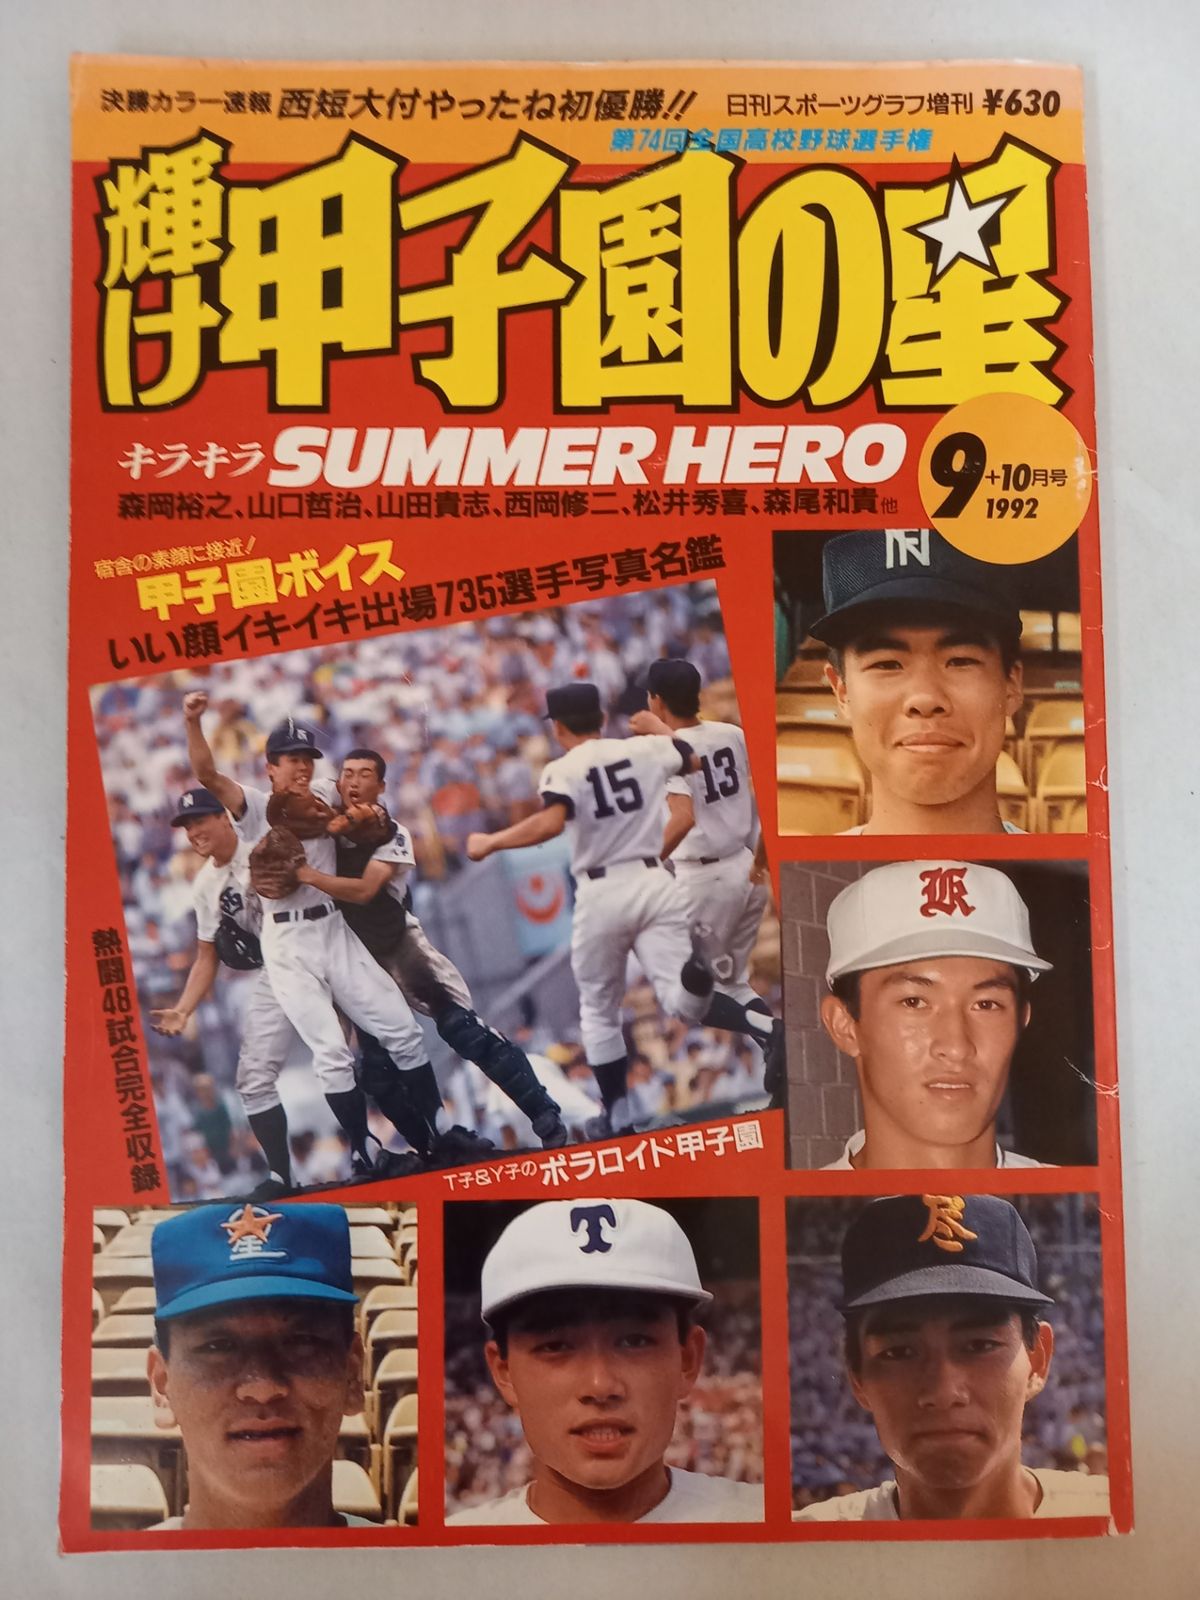 決勝カラー速報 西短大付やったね初優勝!! 日刊スポーツグラフ増刊 ¥630
第74回全国高校野球選手権
輝け甲子園の星
キラキラ SUMMER HERO
森岡裕之、山口哲治、山田貴志、西岡修二、松井秀喜、森尾和貴他
9+10月号
1992
宿舎の素顔に接近!
甲子園ボイス
いい顔イキイキ出場735選手写真名鑑
NF
K
N
西
15
13
熱闘48試合完全収録
T子&Y子のポラロイド甲子園
K
星
T
尽